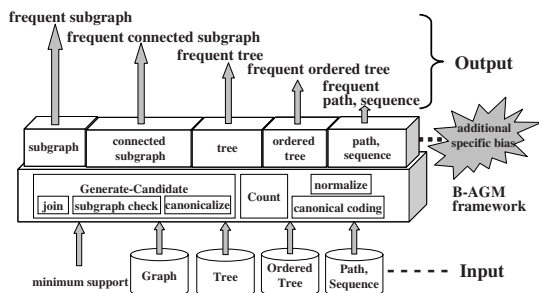 frequent subgraph
frequent connected subgraph
frequent tree
frequent ordered tree
frequent
path, sequence
Output
subgraph
connected
subgraph
tree
ordered
tree
path,
sequence
additional
specific bias
B-AGM
framework
Generate-Candidate
join
subgraph check
canonicalize
Count
normalize
canonical coding
minimum support
Graph
Tree
Ordered
Tree
Path,
Sequence
Input